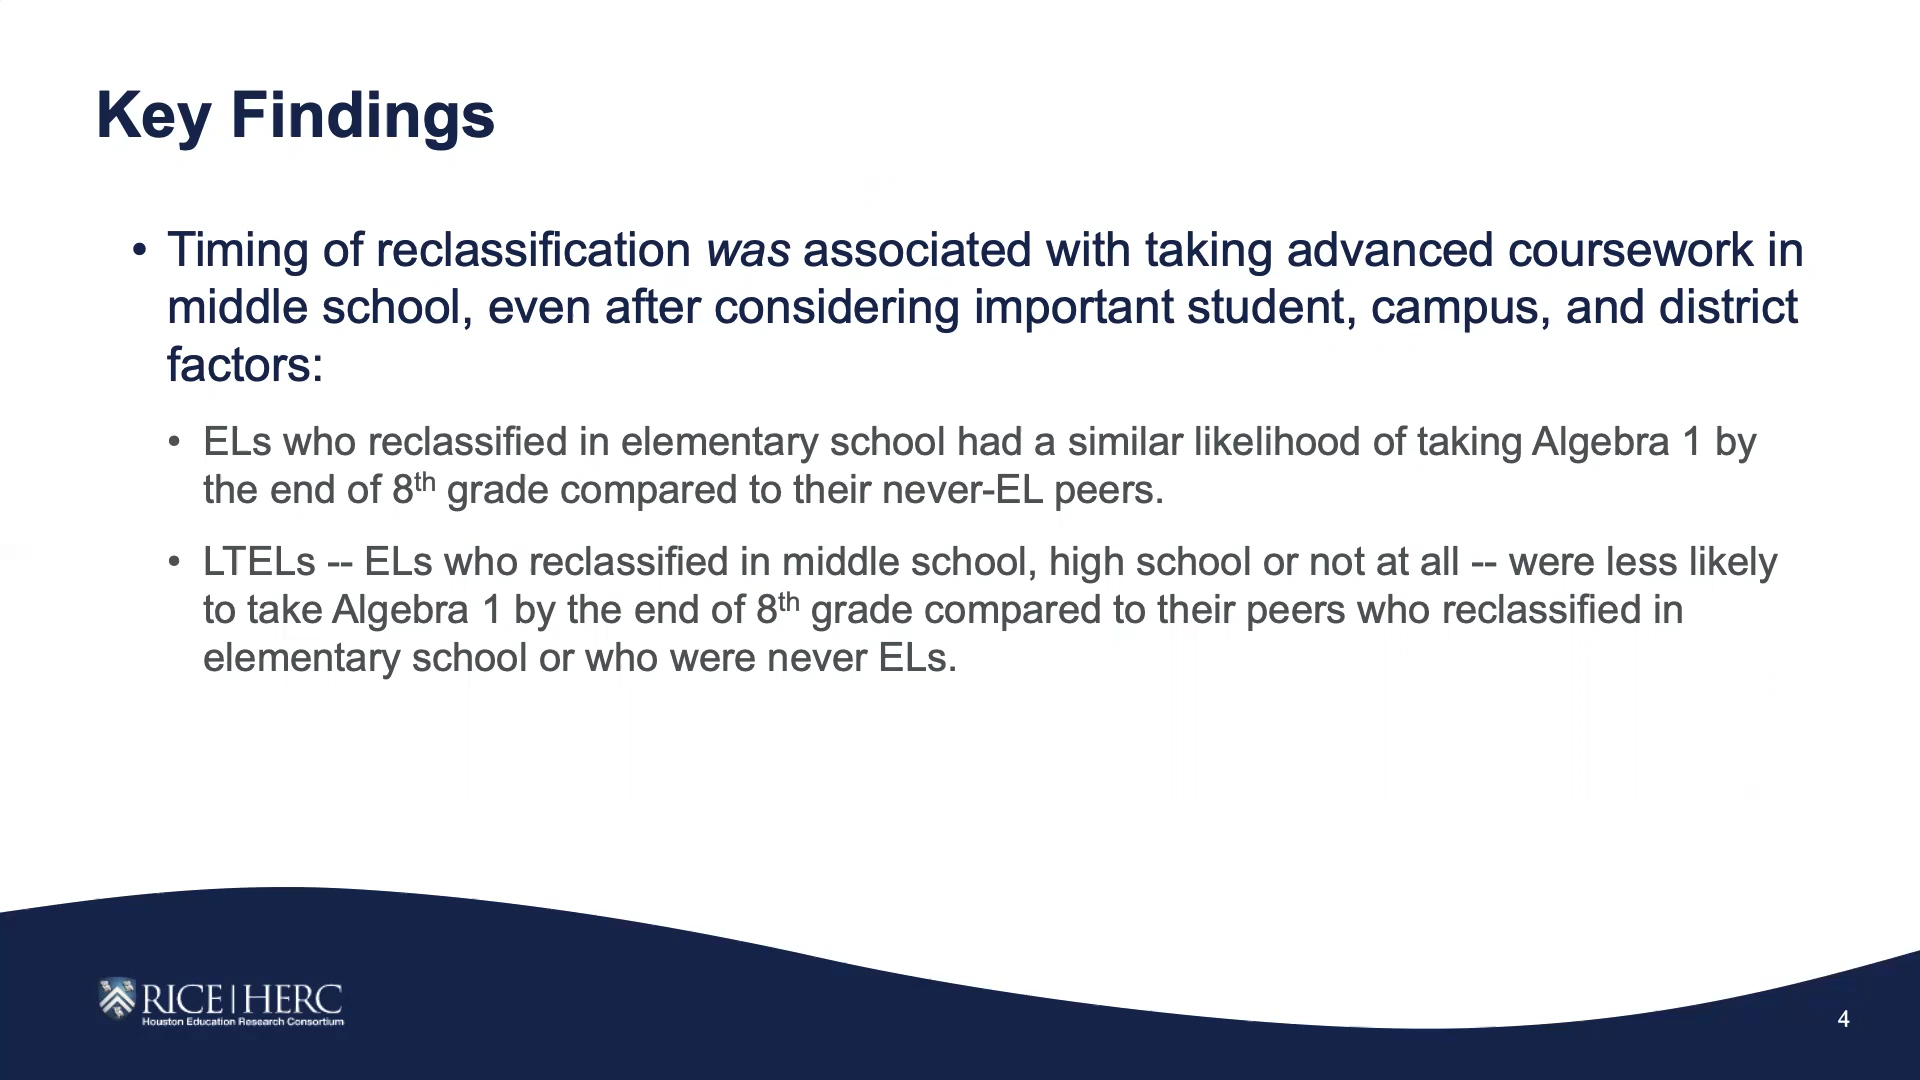 Key Findings
• Timing of reclassification was associated with taking advanced coursework in
middle school, even after considering important student, campus, and district
factors:
• ELs who reclassified in elementary school had a similar likelihood of taking Algebra 1 by
the end of 8th grade compared to their never-EL peers.
• LTELs -- ELs who reclassified in middle school, high school or not at all -- were less likely
to take Algebra 1 by the end of 8th grade compared to their peers who reclassified in
elementary school or who were never ELs.
RICE|HERC
Houston Education Research Consortium
4